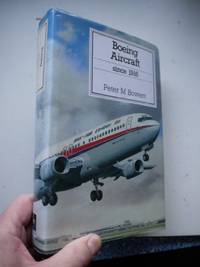 Boeing
Aircraft
since 1916
Peter M Bowers